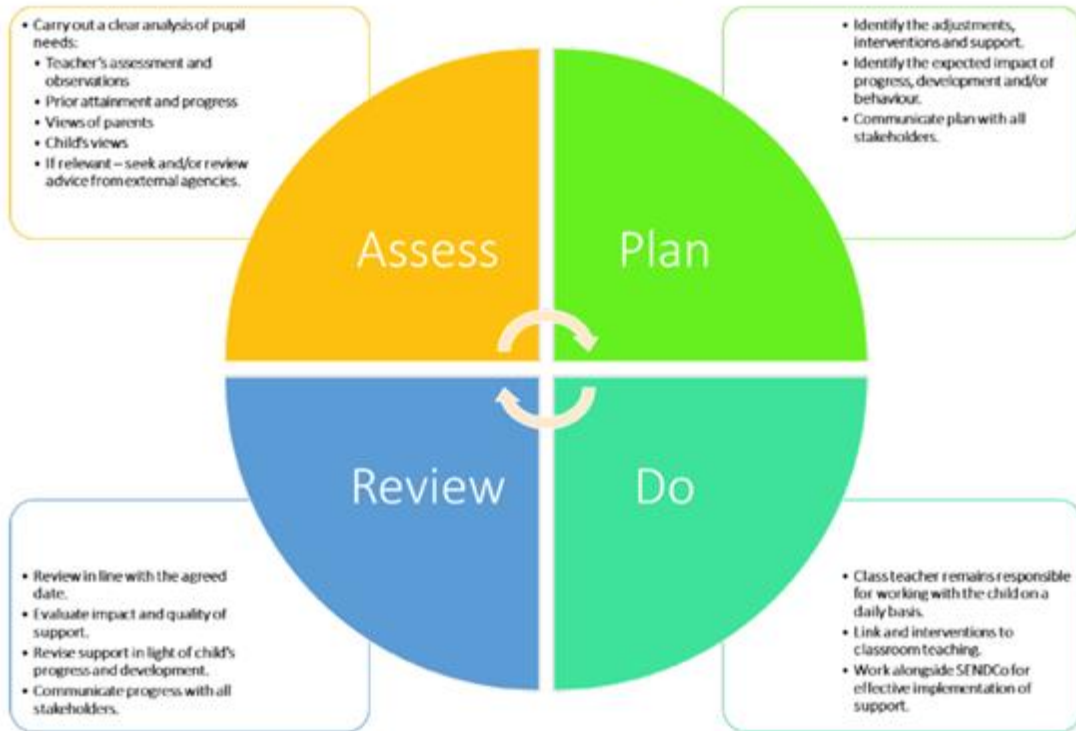 • Carry out a clear analysis of pupil
needs:
• Teacher's assessment and
observations
• Prior attainment and progress
• Views of parents
• Child's views
• If relevant – seek and/or review
advice from external agencies.
• Identify the adjustments,
interventions and support.
• Identify the expected impact of
progress, development and/or
behaviour.
• Communicate plan with all
stakeholders.
Assess
Plan
Review
Do
• Review in line with the agreed
date.
• Evaluate impact and quality of
support.
• Revise support in light of child's
progress and development.
• Communicate progress with all
stakeholders.
• Class teacher remains responsible
for working with the child on a
daily basis.
• Link and interventions to
classroom teaching.
• Work alongside SENDCo for
effective implementation of
support.